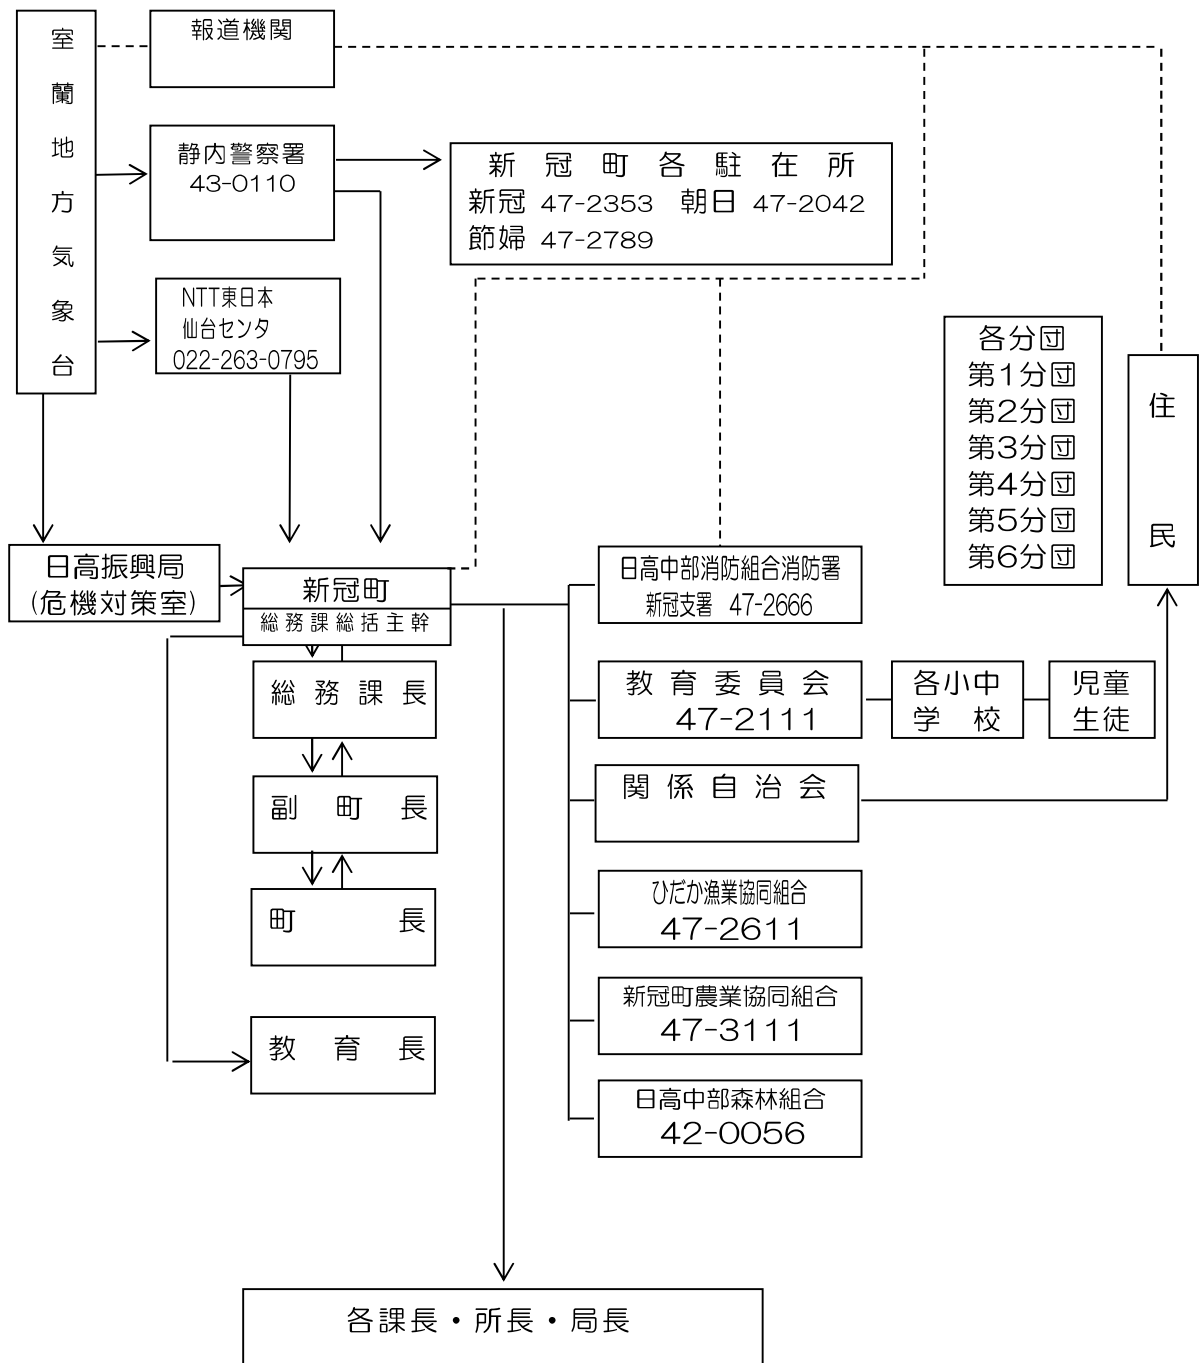 室蘭地方気象台
報道機関
静内警察署
43-0110
新冠町各駐在所
新冠 47-2353 朝日 47-2042
節婦 47-2789
NTT東日本
仙台センタ
022-263-0795
各分団
第1分団
第2分団
第3分団
第4分団
第5分団
第6分団
住民
日高振興局
(危機対策室)
新冠町
総務課総括主幹
日高中部消防組合消防署
新冠支署 47-2666
総務課長
教育委員会
47-2111
各小中
学 校
児童
生徒
副町長
関係自治会
町 長
ひだか漁業協同組合
47-2611
新冠町農業協同組合
47-3111
教育長
日高中部森林組合
42-0056
各課長・所長・局長